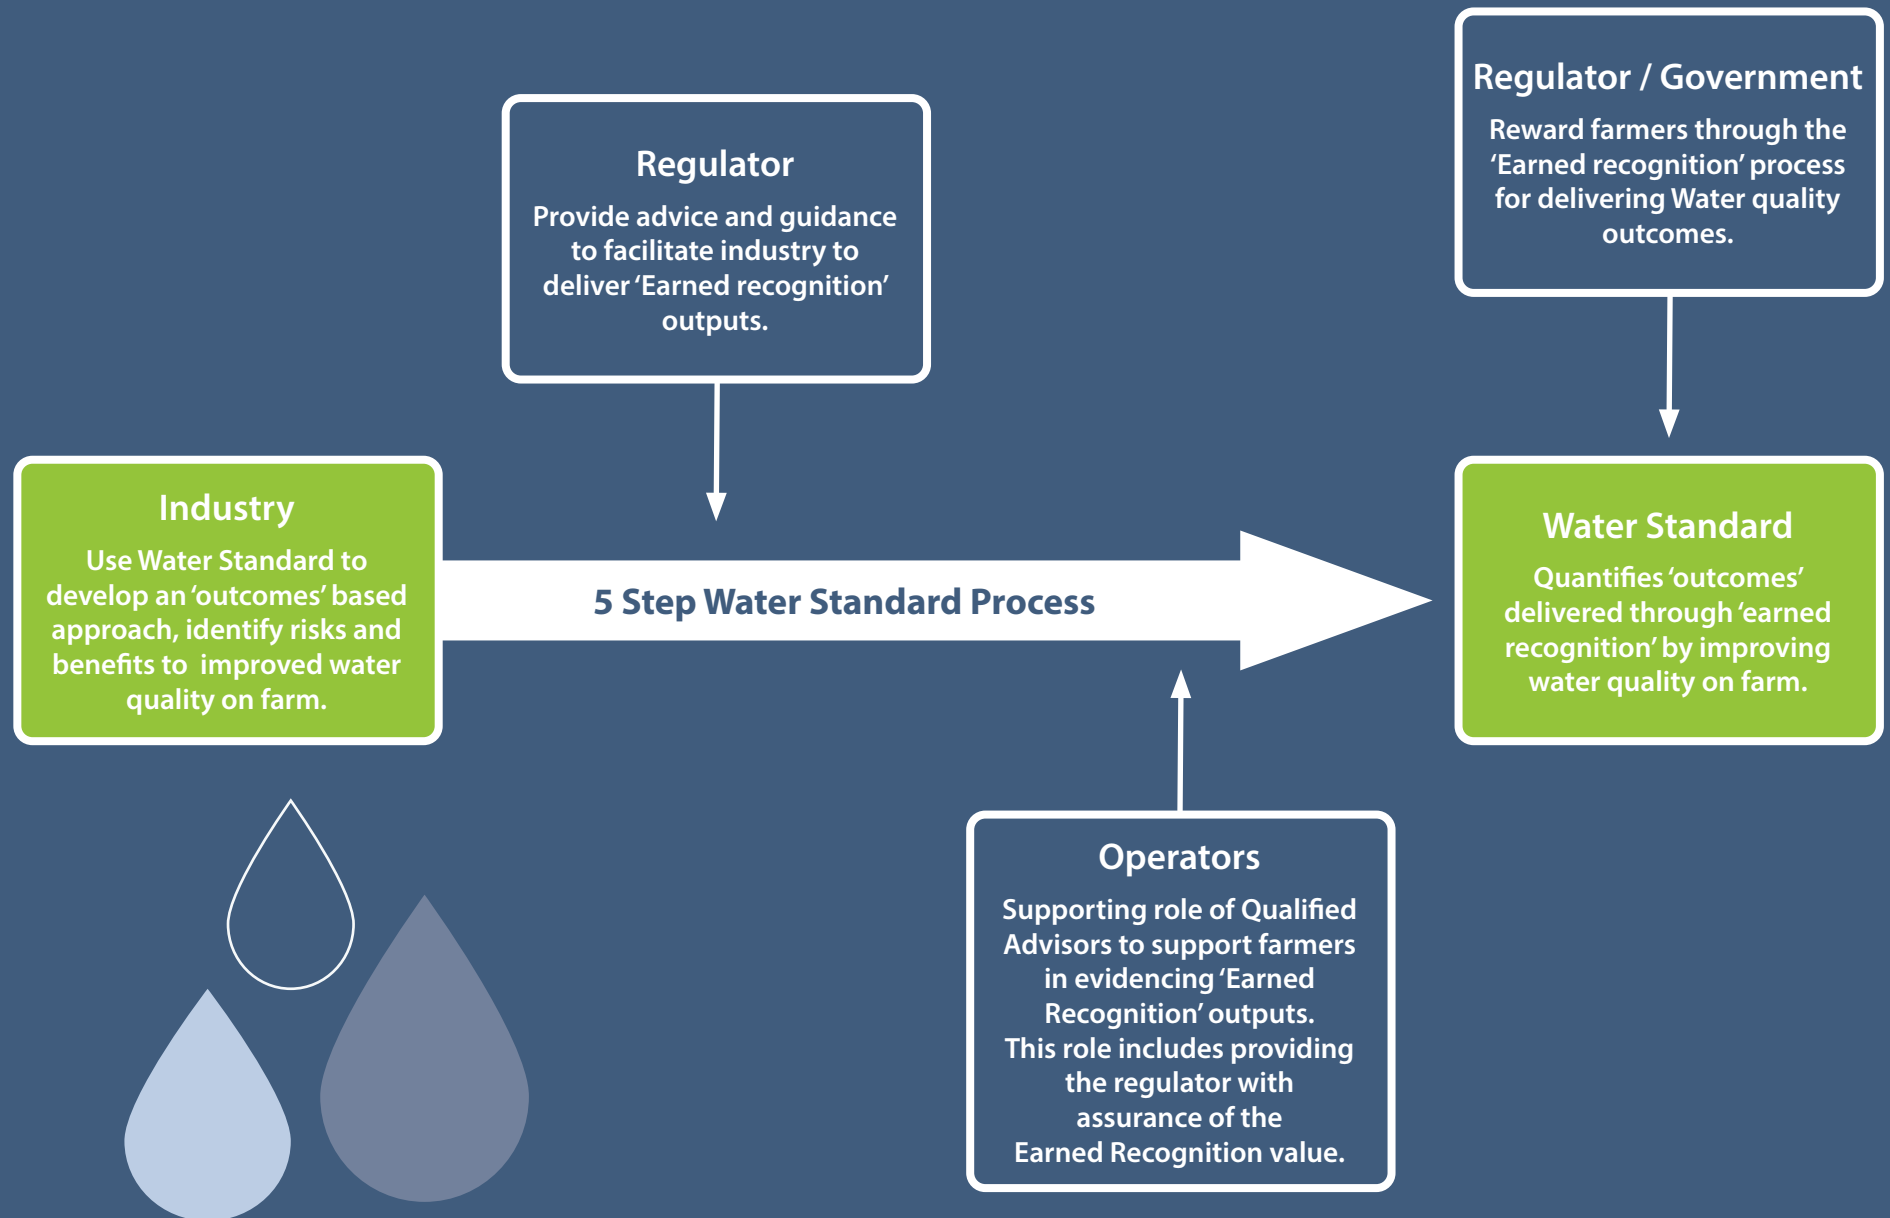 Regulator / Government
Reward farmers through the
‘Earned recognition’ process
for delivering Water quality
outcomes.
Regulator
Provide advice and guidance
to facilitate industry to
deliver ‘Earned recognition’
outputs.
Industry
Use Water Standard to
develop an ‘outcomes’ based
approach, identify risks and
benefits to improved water
quality on farm.
5 Step Water Standard Process
Water Standard
Quantifies ‘outcomes’
delivered through ‘earned
recognition’ by improving
water quality on farm.
Operators
Supporting role of Qualified
Advisors to support farmers
in evidencing ‘Earned
Recognition’ outputs.
This role includes providing
the regulator with
assurance of the
Earned Recognition value.